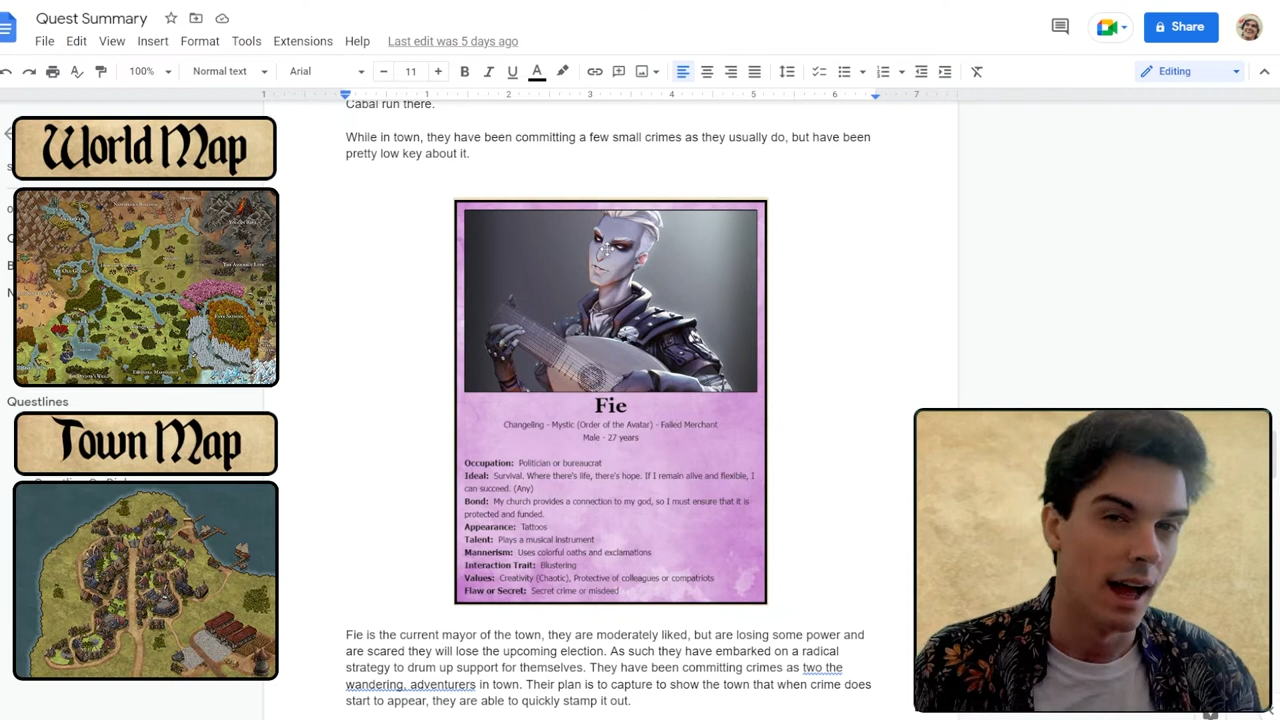 Quest Summary
File Edit View Insert Format Tools Extensions Help Last edit was 5 days ago
Share
100% Normal text Arial 11 Editing
1 1 2 3 4 5 6 7
Cabal run there.
While in town, they have been committing a few small crimes as they usually do, but have been
pretty low key about it.
World Map
Fie
Changeling - Mystic (Order of the Avatar) - Failed Merchant
Male - 27 years
Occupation: Politician or bureaucrat
Ideal: Survival. Where there's life, there's hope. If I remain alive and flexible, I
can succeed. (Any)
Bond: My church provides a connection to my god, so I must ensure that it is
protected and funded.
Appearance: Tattoos
Talent: Plays a musical instrument
Mannerism: Uses colorful oaths and exclamations
Interaction Trait: Blustering
Values: Creativity (Chaotic), Protective of colleagues or compatriots
Flaw or Secret: Secret crime or misdeed
Questlines
Town Map
Fie is the current mayor of the town, they are moderately liked, but are losing some power and
are scared they will lose the upcoming election. As such they have embarked on a radical
strategy to drum up support for themselves. They have been committing crimes as two the
wandering, adventurers in town. Their plan is to capture to show the town that when crime does
start to appear, they are able to quickly stamp it out.